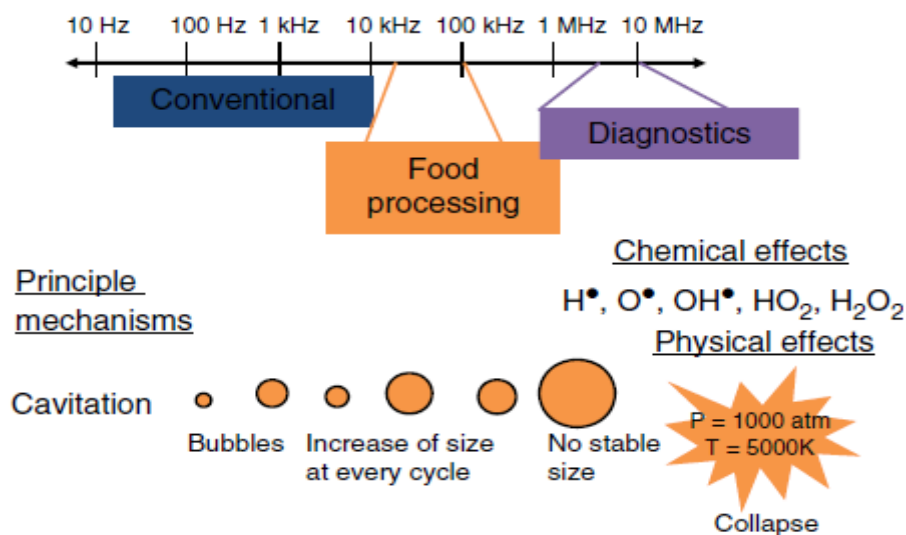 10 Hz 100 Hz 1 kHz 10 kHz 100 kHz 1 MHz 10 MHz
Conventional
Diagnostics
Food
processing
Chemical effects
H•, O•, OH•, HO₂, H₂O₂
Principle
mechanisms
Physical effects
Cavitation
Bubbles
Increase of size
at every cycle
No stable
size
P = 1000 atm
T = 5000K
Collapse